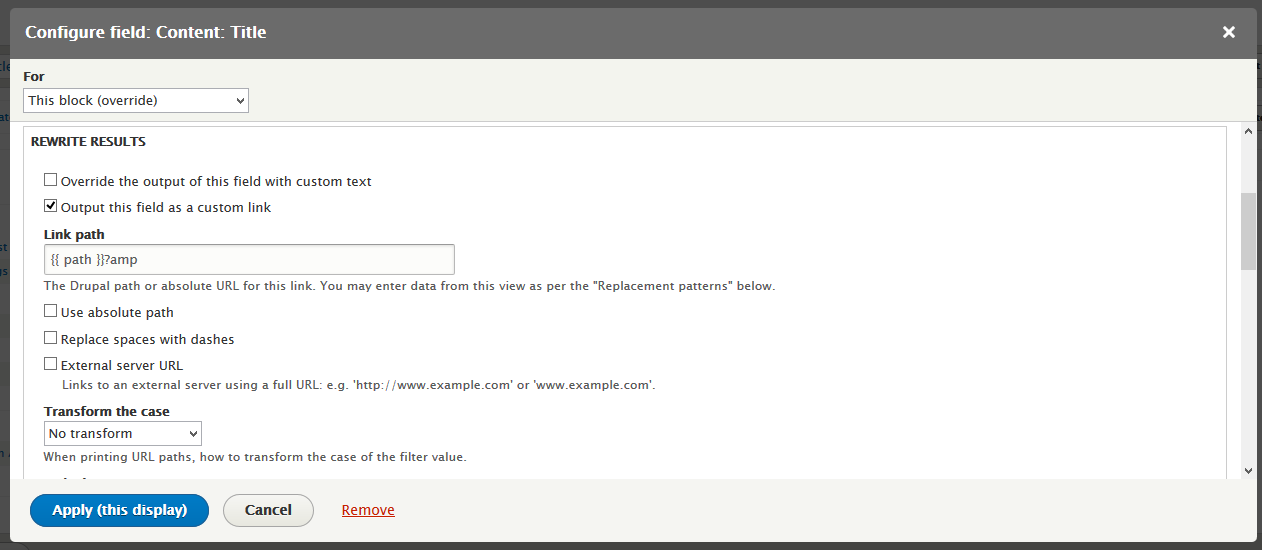 Configure field: Content: Title
For
This block (override)
REWRITE RESULTS
Override the output of this field with custom text
Output this field as a custom link
Link path
{{ path }}?amp
The Drupal path or absolute URL for this link. You may enter data from this view as per the "Replacement patterns" below.
Use absolute path
Replace spaces with dashes
External server URL
Links to an external server using a full URL: e.g. 'http://www.example.com' or 'www.example.com'.
Transform the case
No transform
When printing URL paths, how to transform the case of the filter value.
Apply (this display)
Cancel
Remove